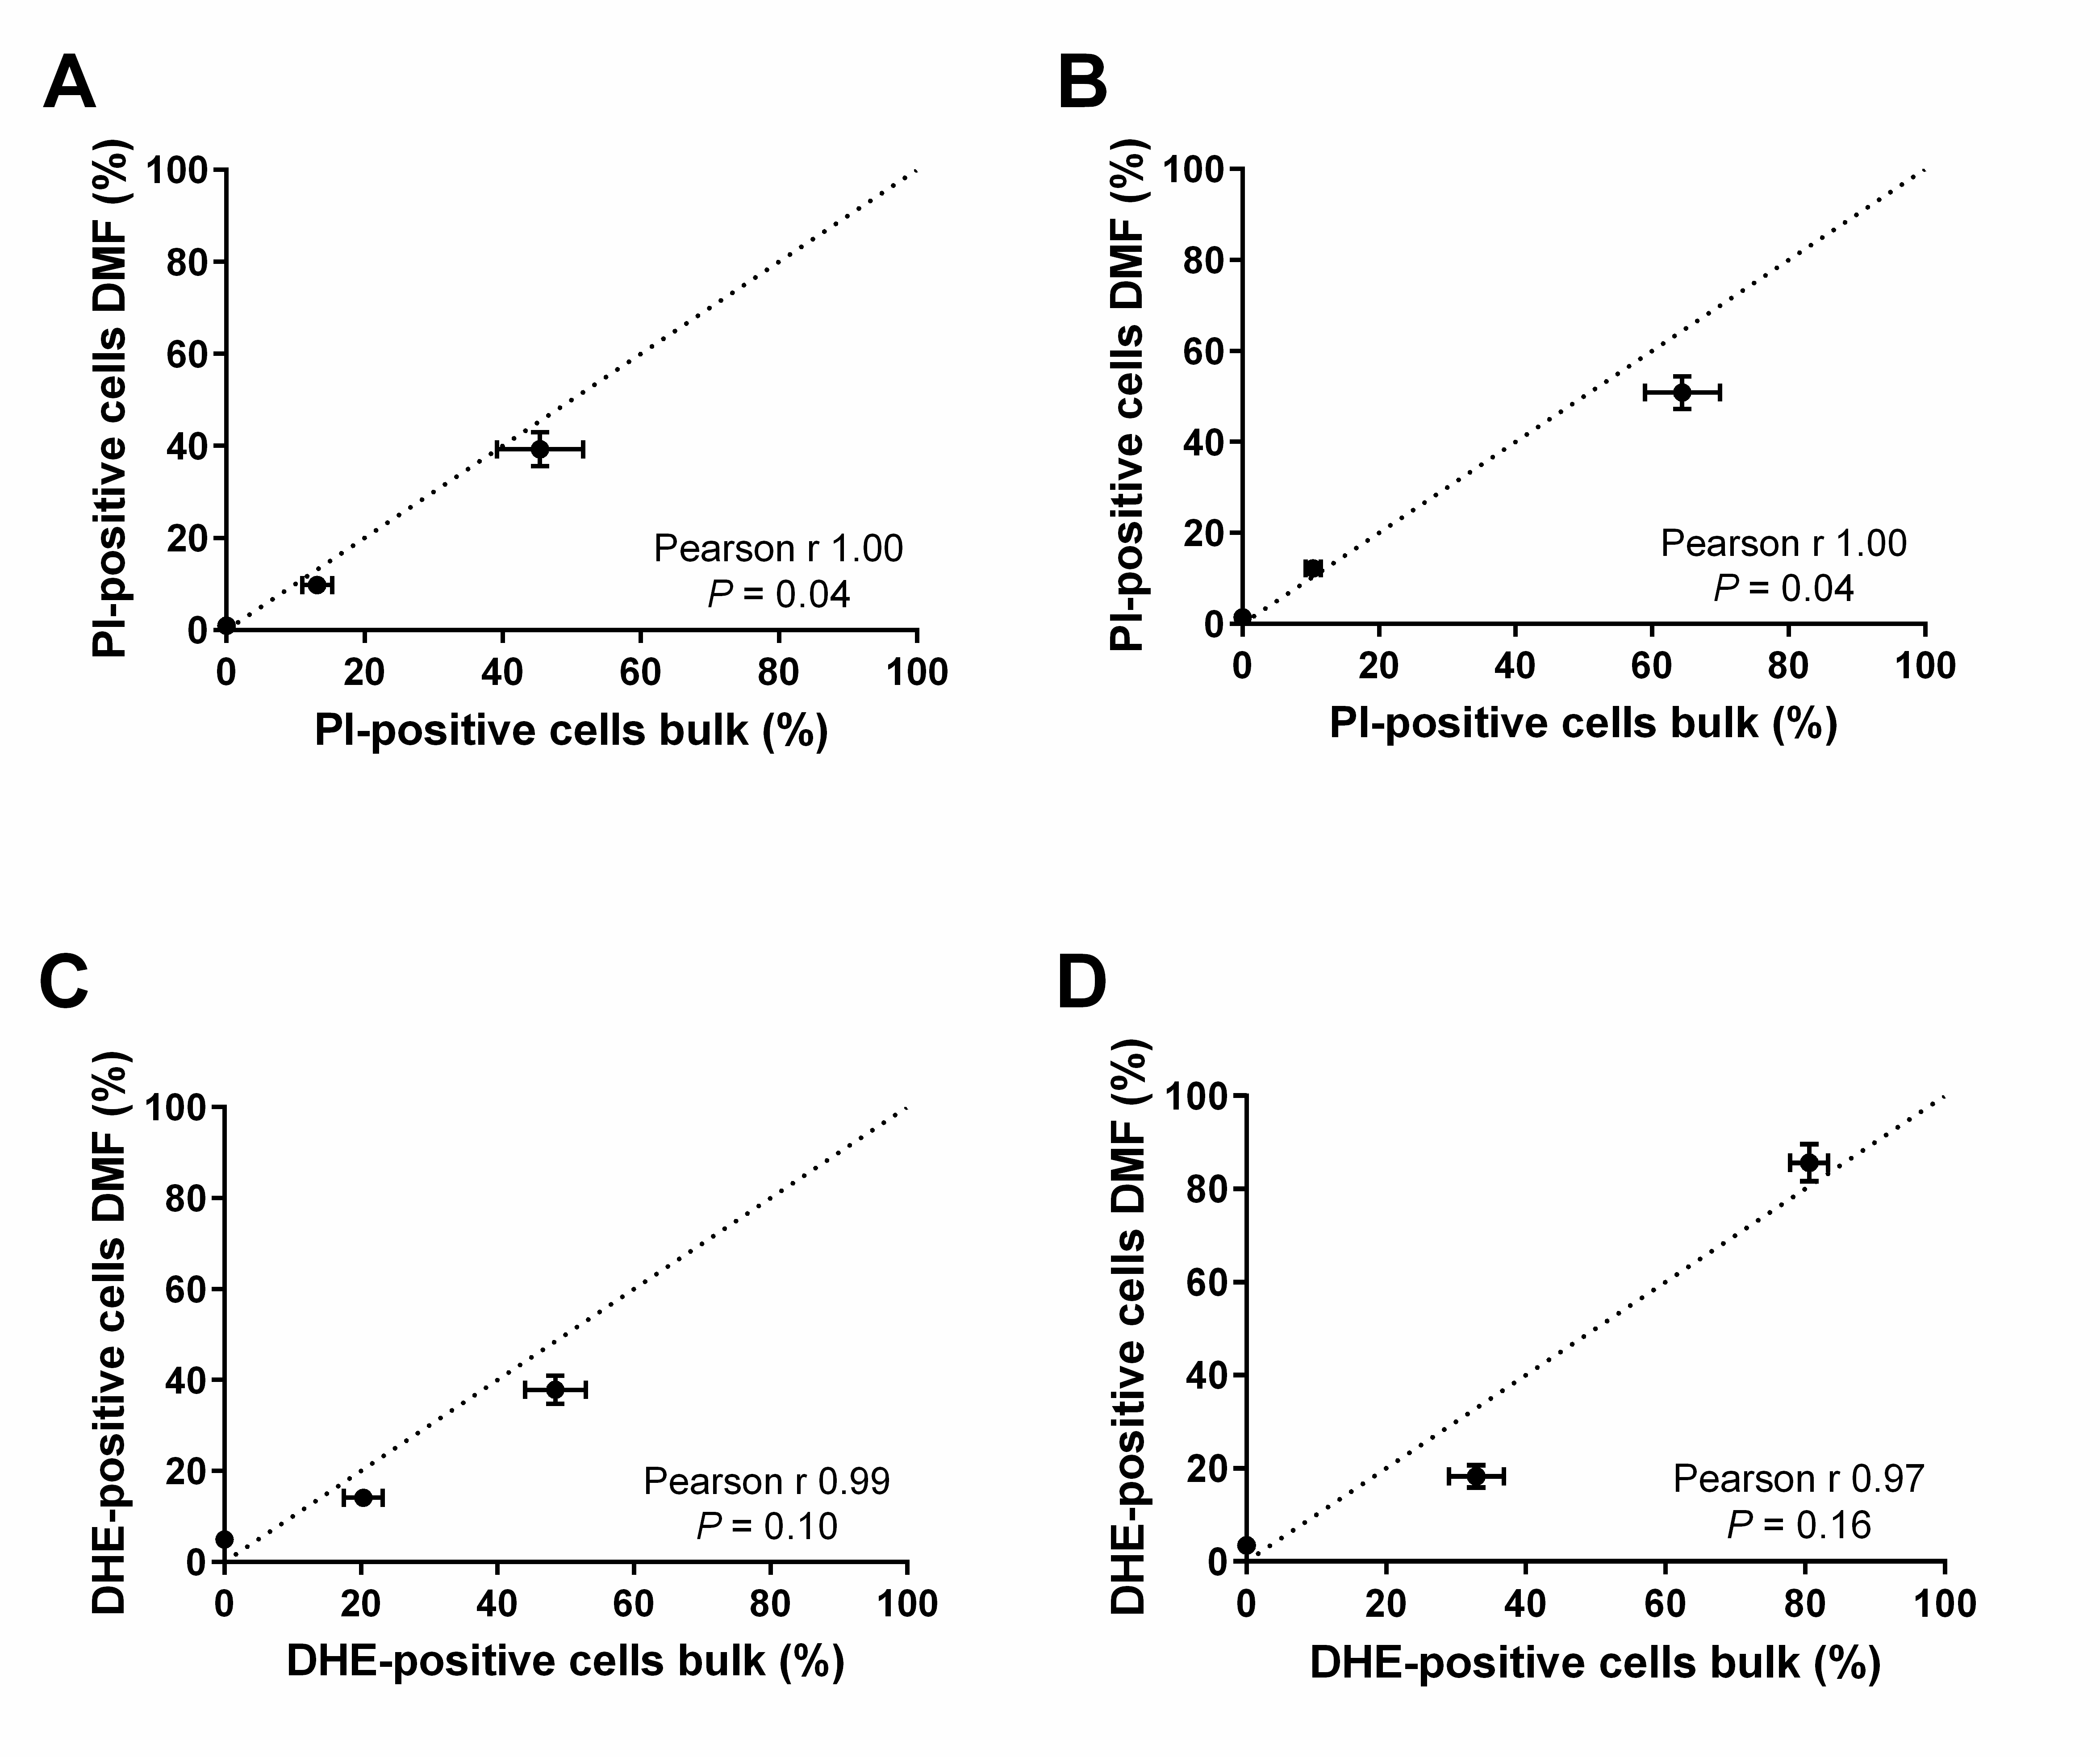 A
PI-positive cells DMF (%)
100
80
60
40
20
0
0 20 40 60 80 100
Pearson r 1.00
P = 0.04
PI-positive cells bulk (%)
B
PI-positive cells DMF (%)
100
80
60
40
20
0
0 20 40 60 80 100
Pearson r 1.00
P = 0.04
PI-positive cells bulk (%)
C
DHE-positive cells DMF (%)
100
80
60
40
20
0
0 20 40 60 80 100
Pearson r 0.99
P = 0.10
DHE-positive cells bulk (%)
D
DHE-positive cells DMF (%)
100
80
60
40
20
0
0 20 40 60 80 100
Pearson r 0.97
P = 0.16
DHE-positive cells bulk (%)